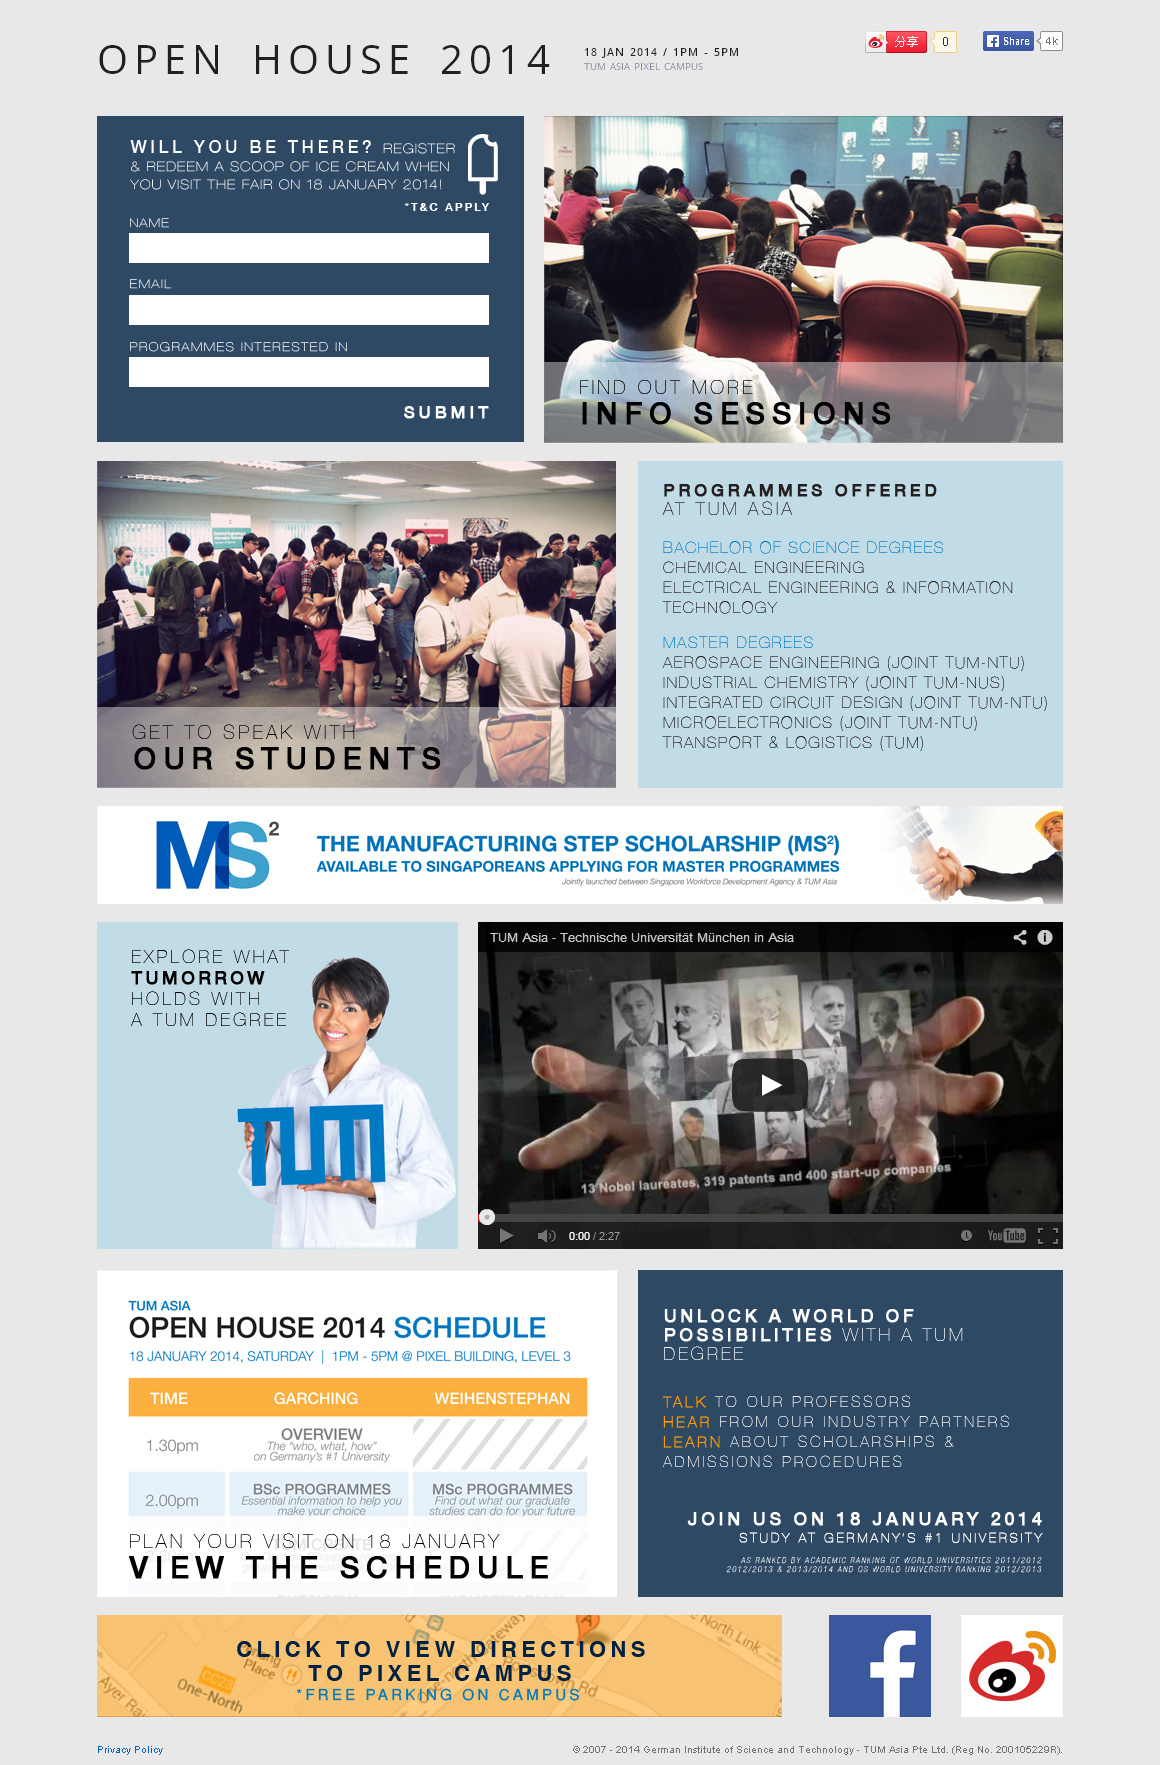 OPEN HOUSE 2014
18 JAN 2014 / 1PM - 5PM
TUM ASIA PIXEL CAMPUS
分享
0
Share
4k
WILL YOU BE THERE? REGISTER
& REDEEM A SCOOP OF ICE CREAM WHEN
YOU VISIT THE FAIR ON 18 JANUARY 2014!
*T&C APPLY
NAME
EMAIL
PROGRAMMES INTERESTED IN
SUBMIT
FIND OUT MORE
INFO SESSIONS
GET TO SPEAK WITH
OUR STUDENTS
PROGRAMMES OFFERED
AT TUM ASIA
BACHELOR OF SCIENCE DEGREES
CHEMICAL ENGINEERING
ELECTRICAL ENGINEERING & INFORMATION
TECHNOLOGY
MASTER DEGREES
AEROSPACE ENGINEERING (JOINT TUM-NTU)
INDUSTRIAL CHEMISTRY (JOINT TUM-NUS)
INTEGRATED CIRCUIT DESIGN (JOINT TUM-NTU)
MICROELECTRONICS (JOINT TUM-NTU)
TRANSPORT & LOGISTICS (TUM)
MS²
THE MANUFACTURING STEP SCHOLARSHIP (MS²)
AVAILABLE TO SINGAPOREANS APPLYING FOR MASTER PROGRAMMES
Jointly launched between Singapore Workforce Development Agency & TUM Asia
EXPLORE WHAT
TUMORROW
HOLDS WITH
A TUM DEGREE
TUM
TUM Asia - Technische Universität München in Asia
13 Nobel laureates, 319 patents and 400 start-up companies
0:00 / 2:27
YouTube
TUM ASIA
OPEN HOUSE 2014 SCHEDULE
18 JANUARY 2014, SATURDAY | 1PM - 5PM @ PIXEL BUILDING, LEVEL 3
TIME GARCHING WEIHENSTEPHAN
1.30pm
OVERVIEW
The "who, what, how"
on Germany's #1 University
2.00pm
BSc PROGRAMMES
Essential information to help you
make your choice
MSc PROGRAMMES
Find out what our graduate
studies can do for your future
PLAN YOUR VISIT ON 18 JANUARY
VIEW THE SCHEDULE
UNLOCK A WORLD OF
POSSIBILITIES WITH A TUM
DEGREE
TALK TO OUR PROFESSORS
HEAR FROM OUR INDUSTRY PARTNERS
LEARN ABOUT SCHOLARSHIPS &
ADMISSIONS PROCEDURES
JOIN US ON 18 JANUARY 2014
STUDY AT GERMANY'S #1 UNIVERSITY
AS RANKED BY ACADEMIC RANKING OF WORLD UNIVERSITIES 2011/2012
2012/2013 & 2013/2014 AND QS WORLD UNIVERSITY RANKING 2012/2013
CLICK TO VIEW DIRECTIONS
TO PIXEL CAMPUS
*FREE PARKING ON CAMPUS
North Link
Place
CC23
One-North
Ayer Ra
A
Privacy Policy
© 2007 - 2014 German Institute of Science and Technology - TUM Asia Pte Ltd. (Reg No. 200105229R).